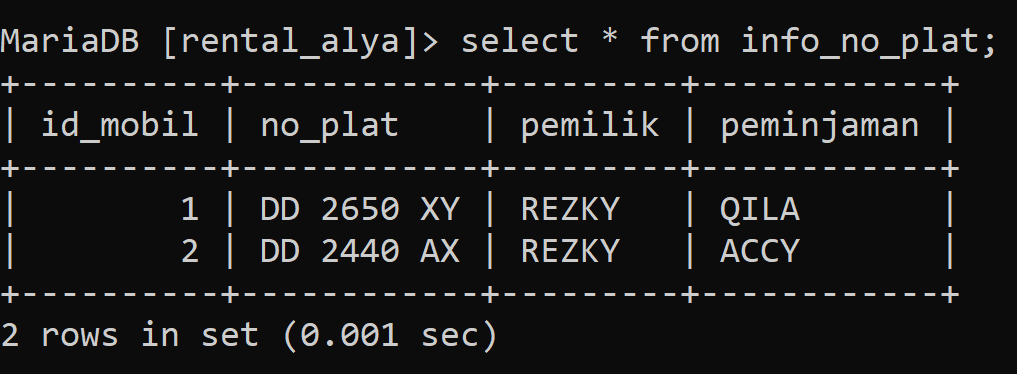 MariaDB [rental_alya]> select * from info_no_plat;
+----------+------------+---------+------------+
| id_mobil | no_plat    | pemilik | peminjaman |
+----------+------------+---------+------------+
|        1 | DD 2650 XY | REZKY   | QILA       |
|        2 | DD 2440 AX | REZKY   | ACCY       |
+----------+------------+---------+------------+
2 rows in set (0.001 sec)